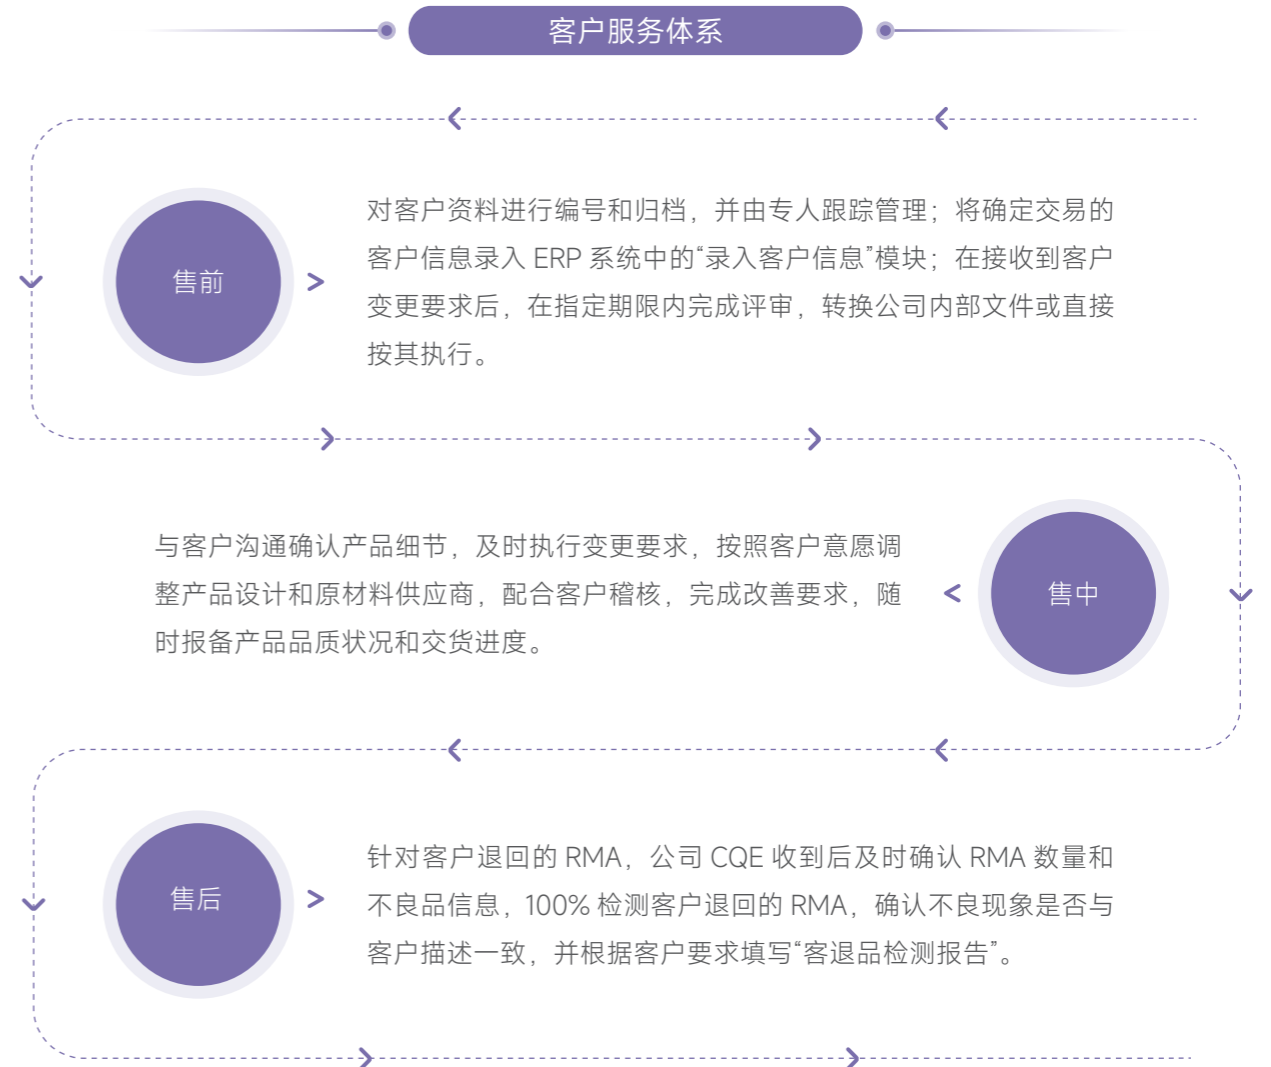 客户服务体系
售前
对客户资料进行编号和归档，并由专人跟踪管理；将确定交易的
客户信息录入 ERP 系统中的“录入客户信息”模块；在接收到客户
变更要求后，在指定期限内完成评审，转换公司内部文件或直接
按其执行。
与客户沟通确认产品细节，及时执行变更要求，按照客户意愿调
整产品设计和原材料供应商，配合客户稽核，完成改善要求，随
时报备产品品质状况和交货进度。
售中
售后
针对客户退回的 RMA，公司 CQE 收到后及时确认 RMA 数量和
不良品信息，100% 检测客户退回的 RMA，确认不良现象是否与
客户描述一致，并根据客户要求填写“客退品检测报告”。